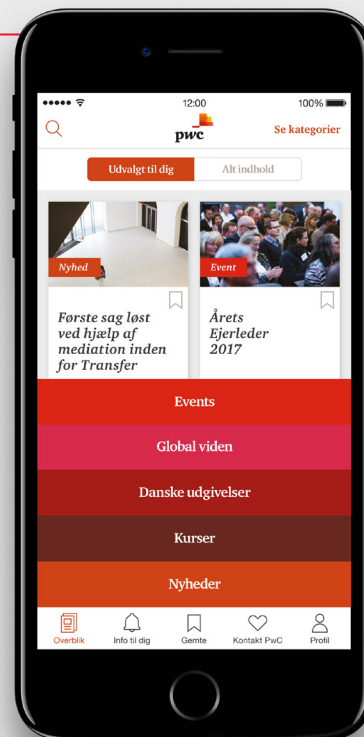 12:00
100%
pwc
Se kategorier
Udvalgt til dig
Alt indhold
Nyhed
Første sag løst
ved hjælp af
mediation inden
for Transfer
Event
Årets
Ejerleder
2017
Events
Global viden
Danske udgivelser
Kurser
Nyheder
Overblik
Info til dig
Gemte
Kontakt PwC
Profil